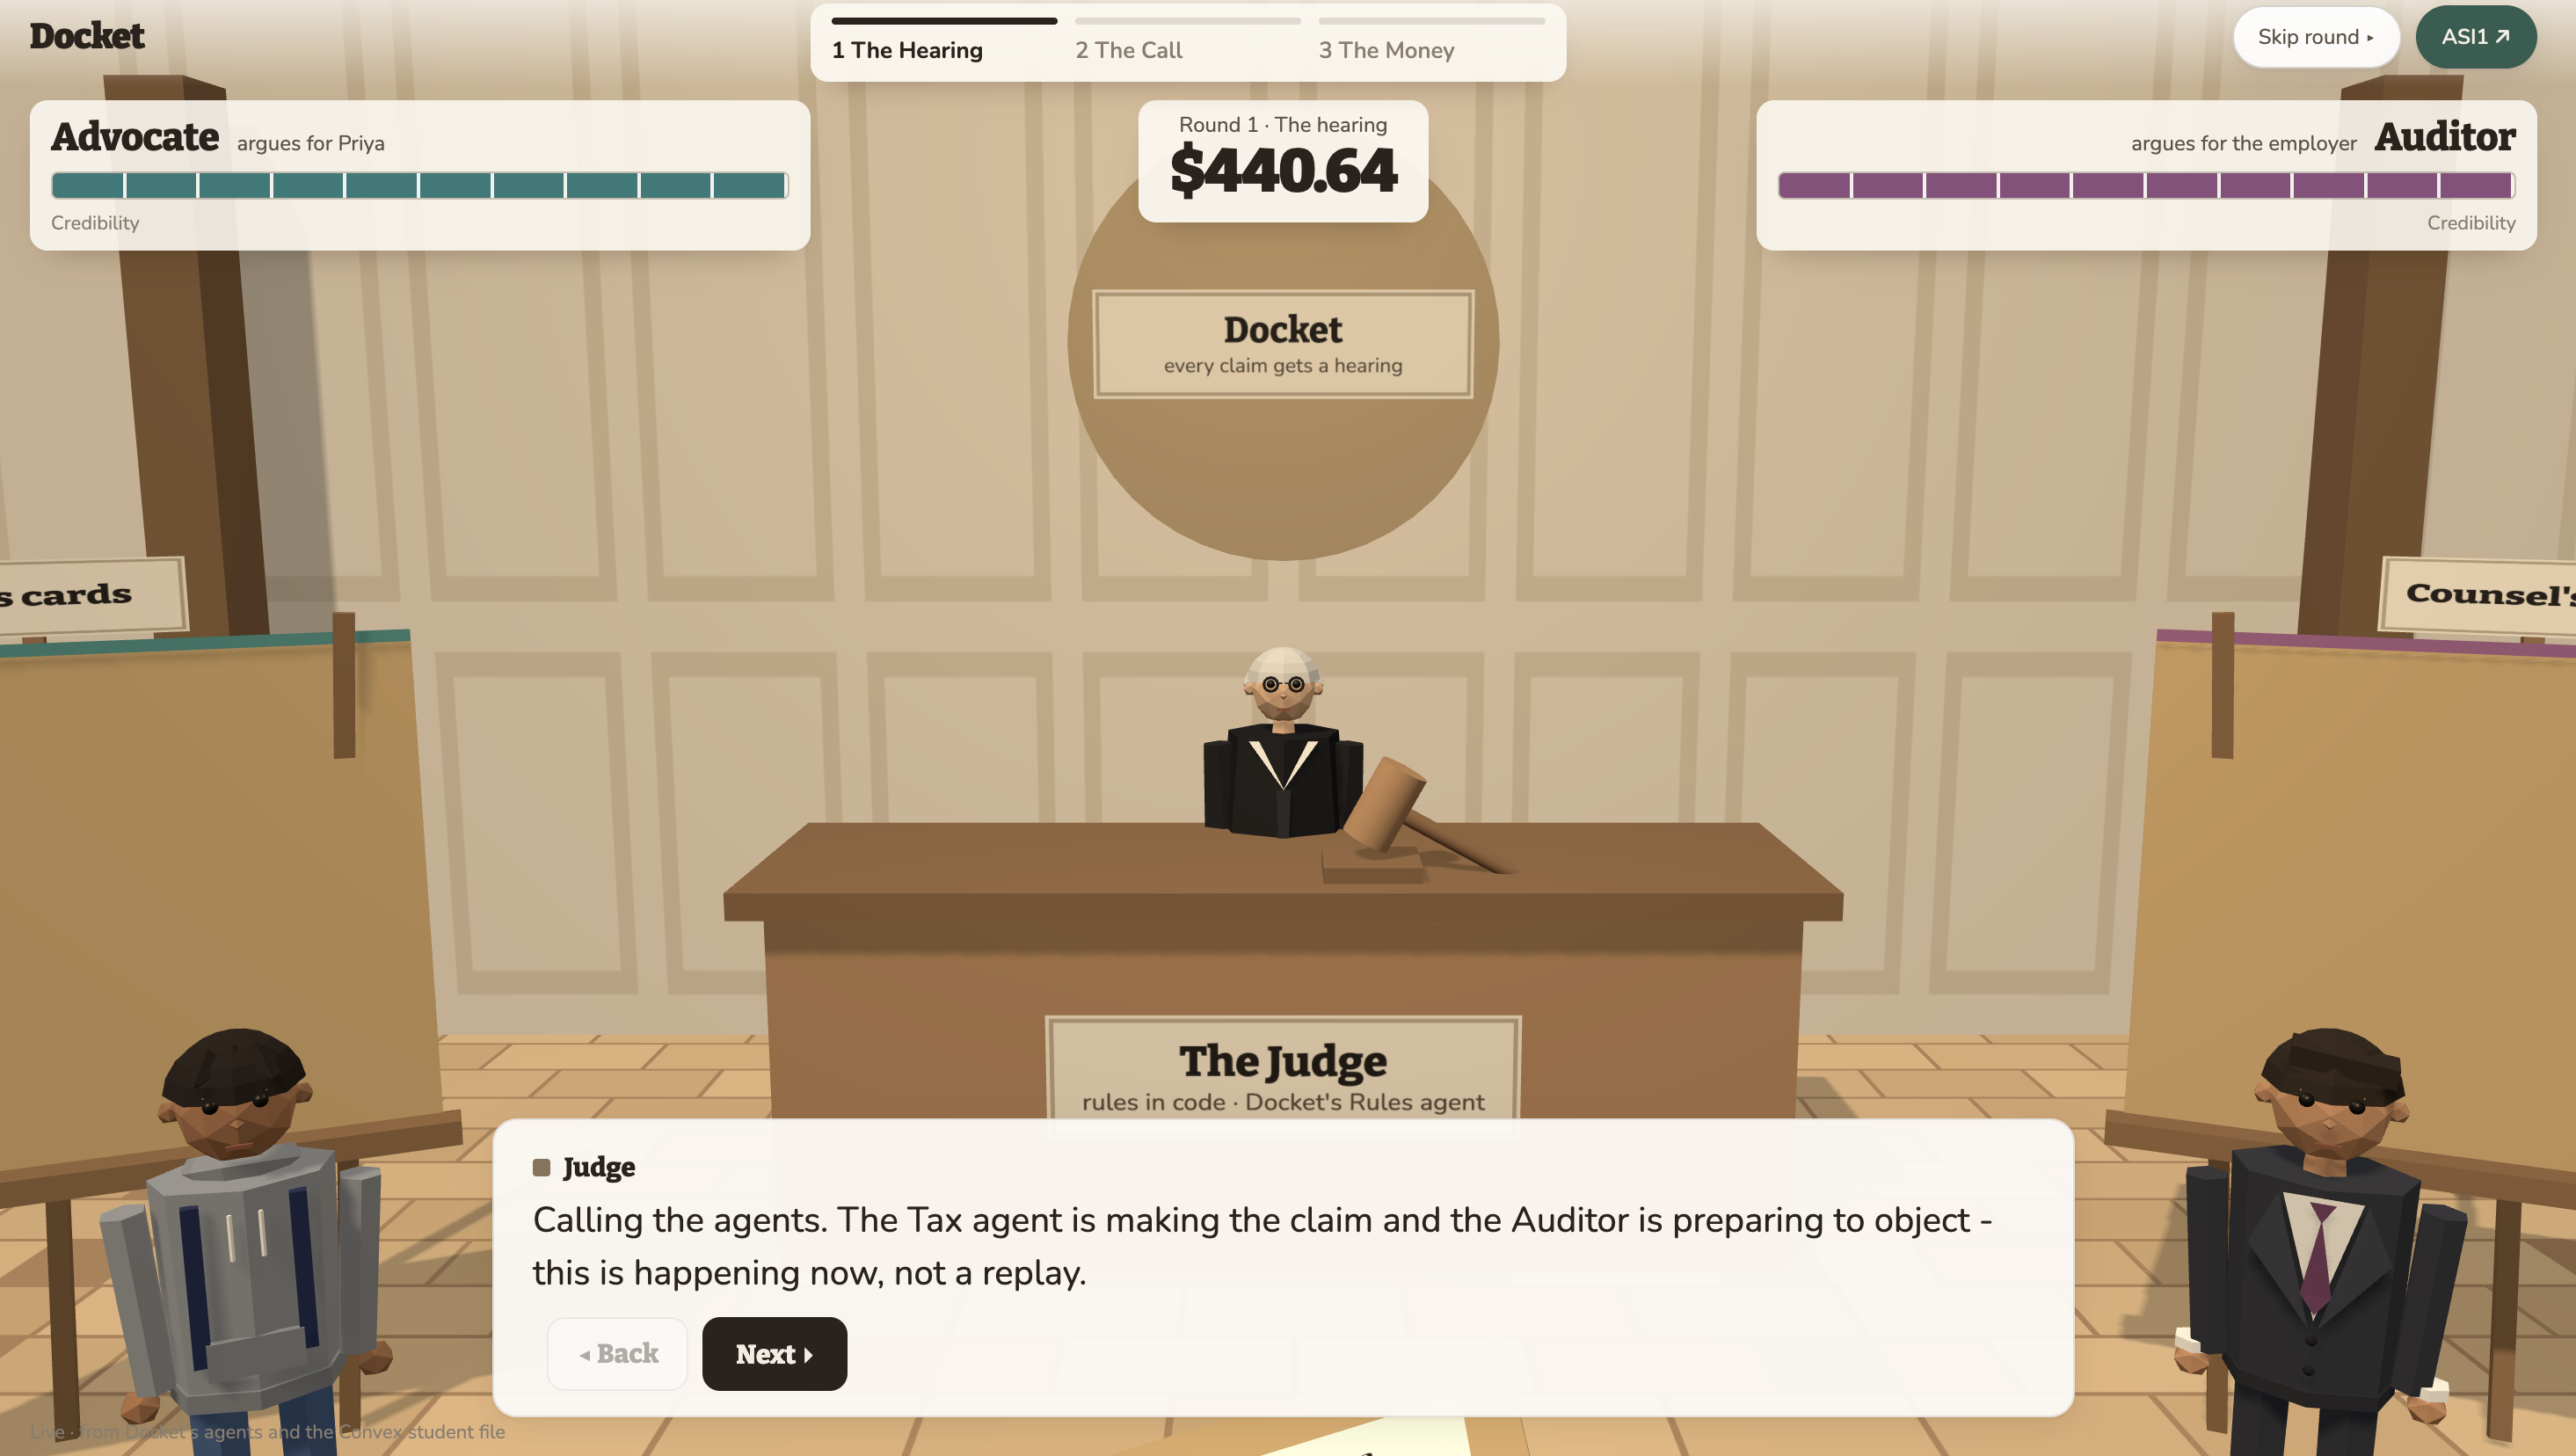 Docket
1 The Hearing
2 The Call
3 The Money
Skip round ▸
ASI1 ↗
Advocate argues for Priya
Credibility
Round 1 · The hearing
$440.64
argues for the employer Auditor
Credibility
Docket
every claim gets a hearing
s cards
Counsel's
The Judge
rules in code · Docket's Rules agent
Judge
Calling the agents. The Tax agent is making the claim and the Auditor is preparing to object -
this is happening now, not a replay.
◂ Back
Next ▸
Live · from Docket's agents and the Convex student file